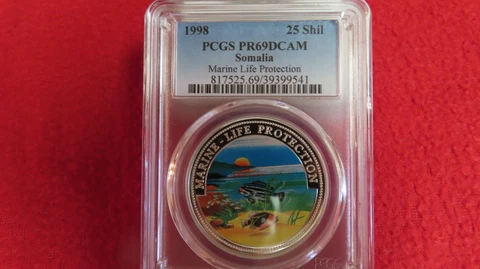 1998 25 Shil
PCGS PR69DCAM
Somalia
Marine Life Protection
817525.69/39399541
MARINE-LIFE PROTECTION